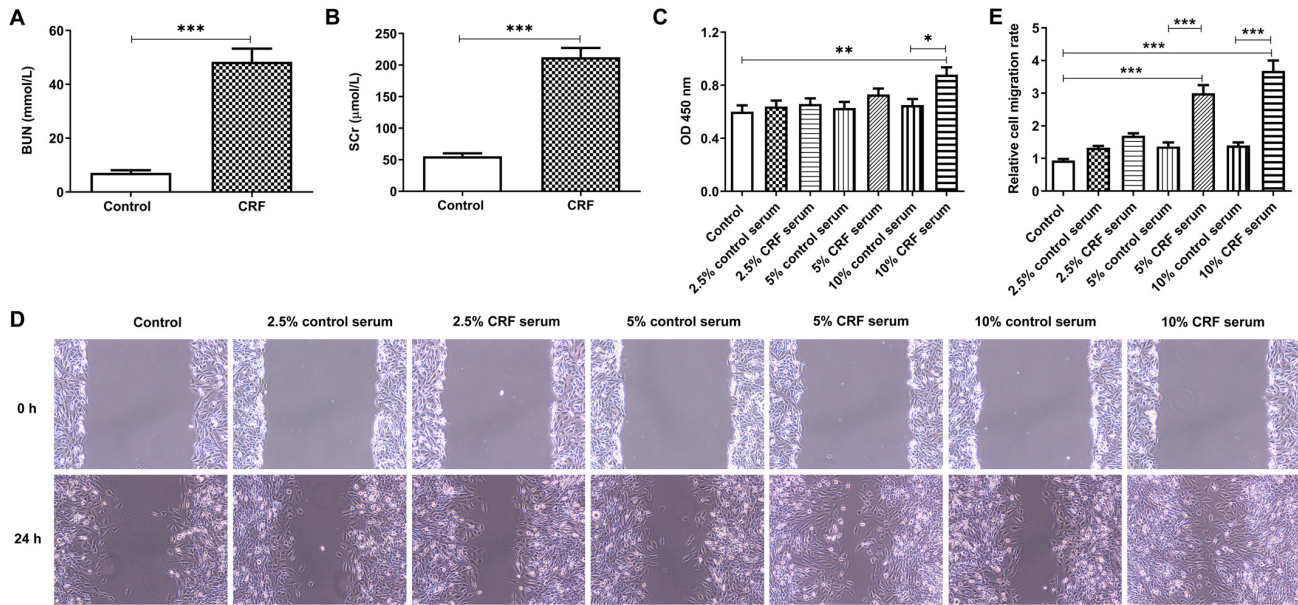 A
BUN (mmol/L)
60
40
20
0
***
Control
CRF
B
SCr (μmol/L)
250
200
150
100
50
0
***
Control
CRF
C
OD 450 nm
1.2
0.9
0.6
0.3
0.0
**
*
Control
2.5% control serum
2.5% CRF serum
5% control serum
5% CRF serum
10% control serum
10% CRF serum
E
Relative cell migration rate
5
4
3
2
1
0
***
***
***
***
Control
2.5% control serum
2.5% CRF serum
5% control serum
5% CRF serum
10% control serum
10% CRF serum
D
Control
2.5% control serum
2.5% CRF serum
5% control serum
5% CRF serum
10% control serum
10% CRF serum
0 h
24 h